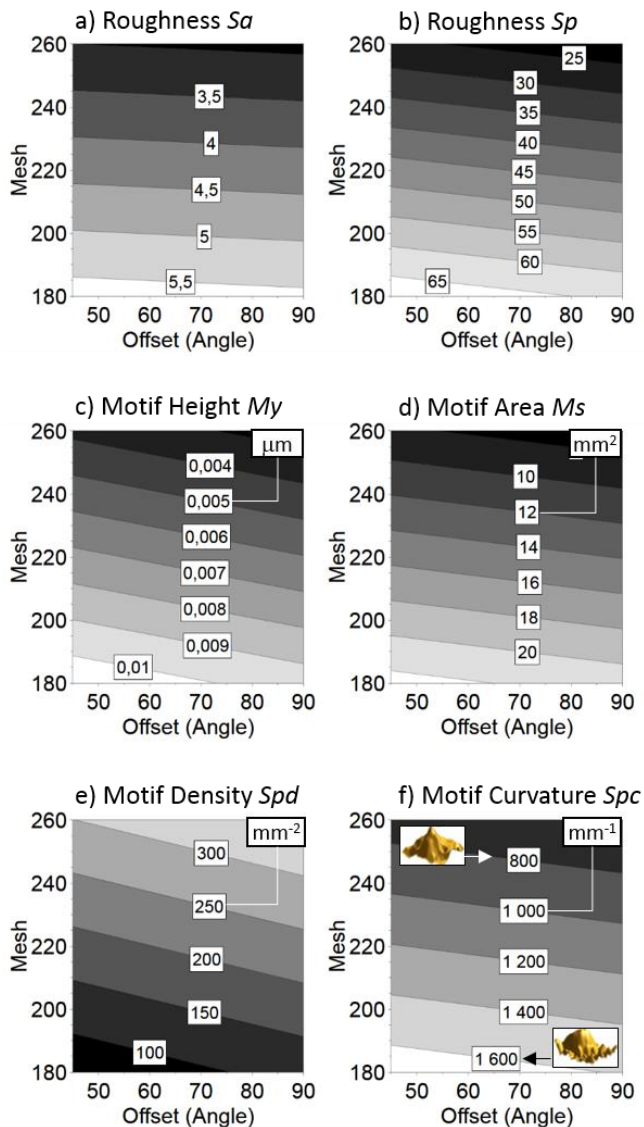 a) Roughness Sa
b) Roughness Sp
260
240
220
200
180
Mesh
3,5
4
4,5
5
5,5
50 60 70 80 90
Offset (Angle)
260
240
220
200
180
Mesh
25
30
35
40
45
50
55
60
65
50 60 70 80 90
Offset (Angle)
c) Motif Height My
d) Motif Area Ms
260
240
220
200
180
Mesh
μm
0,004
0,005
0,006
0,007
0,008
0,009
0,01
50 60 70 80 90
Offset (Angle)
260
240
220
200
180
Mesh
mm²
10
12
14
16
18
20
50 60 70 80 90
Offset (Angle)
e) Motif Density Spd
f) Motif Curvature Spc
260
240
220
200
180
Mesh
mm⁻²
300
250
200
150
100
50 60 70 80 90
Offset (Angle)
260
240
220
200
180
Mesh
mm⁻¹
800
1 000
1 200
1 400
1 600
50 60 70 80 90
Offset (Angle)